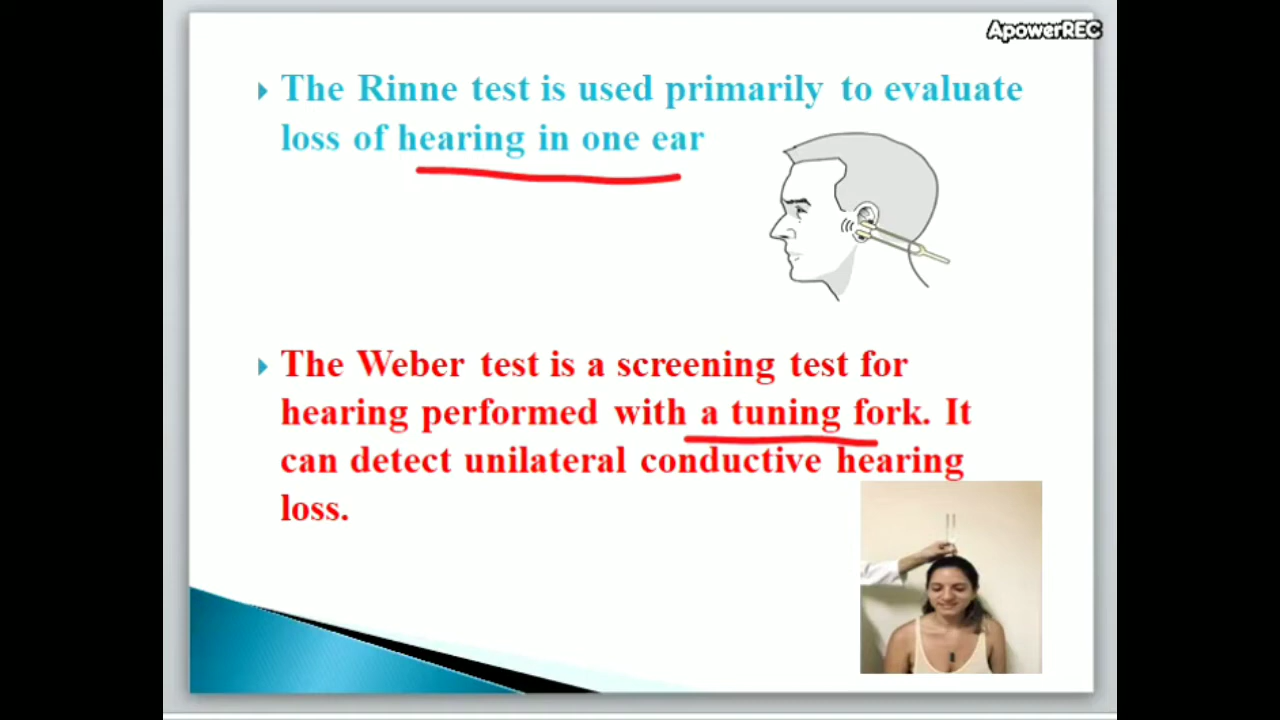 ApowerREC
The Rinne test is used primarily to evaluate
loss of hearing in one ear
The Weber test is a screening test for
hearing performed with a tuning fork. It
can detect unilateral conductive hearing
loss.